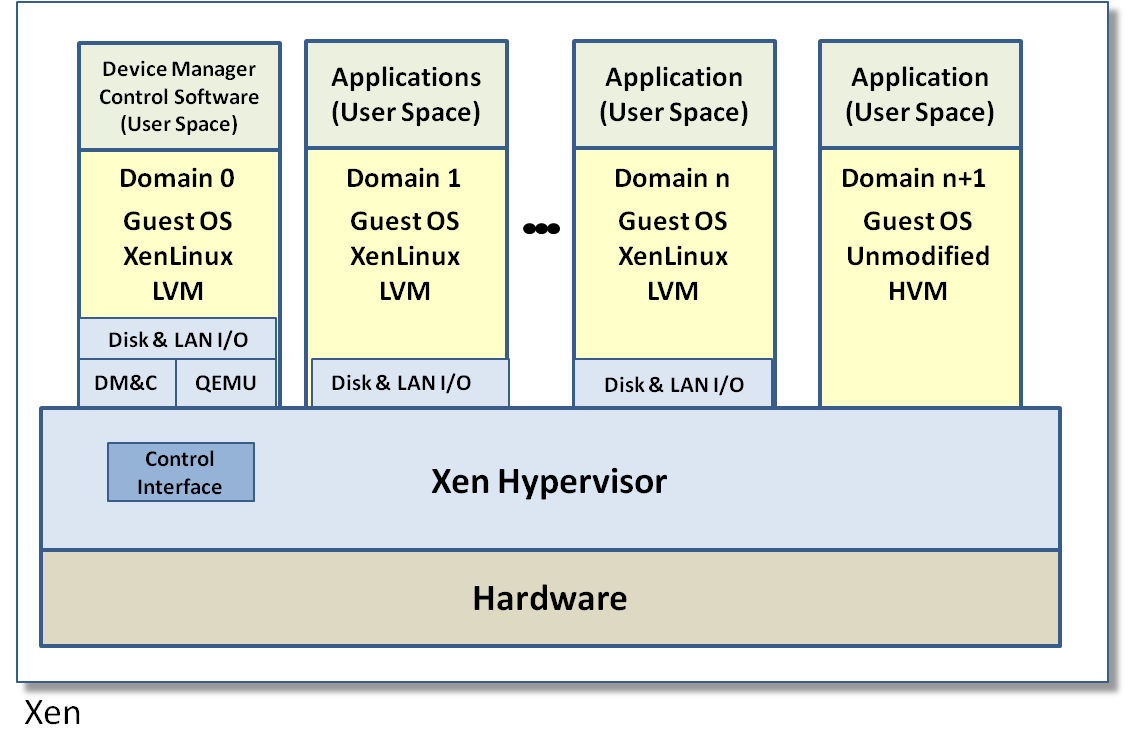 Device Manager
Control Software
(User Space)
Domain 0
Guest OS
XenLinux
LVM
Disk & LAN I/O
DM&C
QEMU
Applications
(User Space)
Domain 1
Guest OS
XenLinux
LVM
Disk & LAN I/O
Application
(User Space)
Domain n
Guest OS
XenLinux
LVM
Disk & LAN I/O
Application
(User Space)
Domain n+1
Guest OS
Unmodified
HVM
Control
Interface
Xen Hypervisor
Hardware
Xen